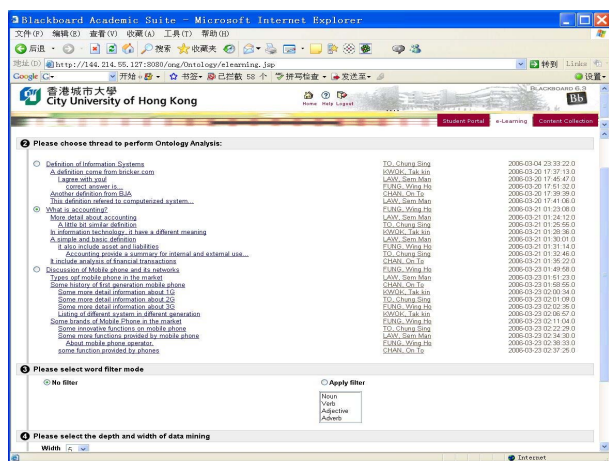 Blackboard Academic Suite - Microsoft Internet Explorer
文件(F) 编辑(E) 查看(V) 收藏(A) 工具(T) 帮助(H)
后退 搜索 收藏夹
地址(D) http://144.214.55.127:8080/ong/Ontology/elearning.jsp 转到 Links
Google G 开始 书签 已拦截 58 个 拼写检查 发送至 设置
香港城市大學
City University of Hong Kong
Home Help Logout
BLACKBOARD 6.3
Bb
Student Portal e-Learning Content Collection
2 Please choose thread to perform Ontology Analysis:
Definition of Information Systems TO, Chung Sing 2006-03-04 23:33:22.0
A definition come from bricker com KWOK, Tak kin 2006-03-20 17:37:13.0
I agree with you! LAW, Sem Man 2006-03-20 17:45:47.0
correct answer is... FUNG, Wing Ho 2006-03-20 17:51:32.0
Another definition from BJA CHAN, On To 2006-03-20 17:39:39.0
This definition refered to computerized system... LAW, Sem Man 2006-03-20 17:41:06.0
What is accounting? FUNG, Wing Ho 2006-03-21 01:23:08.0
More detail about accounting LAW, Sem Man 2006-03-21 01:24:12.0
A little bit similar definition TO, Chung Sing 2006-03-21 01:25:55.0
In information technology, it have a different meaning KWOK, Tak kin 2006-03-21 01:28:36.0
A simple and basic definition LAW, Sem Man 2006-03-21 01:30:01.0
it also include asset and liabilities FUNG, Wing Ho 2006-03-21 01:31:14.0
Accounting provide a summary for internal and external use... TO, Chung Sing 2006-03-21 01:32:46.0
It include analysis of financial transactions CHAN, On To 2006-03-21 01:35:22.0
Discussion of Mobile phone and its networks FUNG, Wing Ho 2006-03-23 01:49:58.0
Types opf mobile phone in the market LAW, Sem Man 2006-03-23 01:51:23.0
Some history of first generation mobile phone CHAN, On To 2006-03-23 01:58:55.0
Some more detail information about 1G KWOK, Tak kin 2006-03-23 02:00:34.0
Some more detail information about 2G TO, Chung Sing 2006-03-23 02:01:09.0
Some more detail information about 3G FUNG, Wing Ho 2006-03-23 02:02:35.0
Listing of different system in different generation KWOK, Tak kin 2006-03-23 02:06:57.0
Some brands of Mobile Phone in the market FUNG, Wing Ho 2006-03-23 02:11:04.0
Some innovative functions on mobile phone TO, Chung Sing 2006-03-23 02:22:29.0
Some more functions provided by mobile phone LAW, Sem Man 2006-03-23 02:34:30.0
About mobile phone operator. FUNG, Wing Ho 2006-03-23 02:38:33.0
some function provided by phones CHAN, On To 2006-03-23 02:37:25.0
3 Please select word filter mode
No filter Apply filter
Noun
Verb
Adjective
Adverb
4 Please select the depth and width of data mining
Width 5
Internet